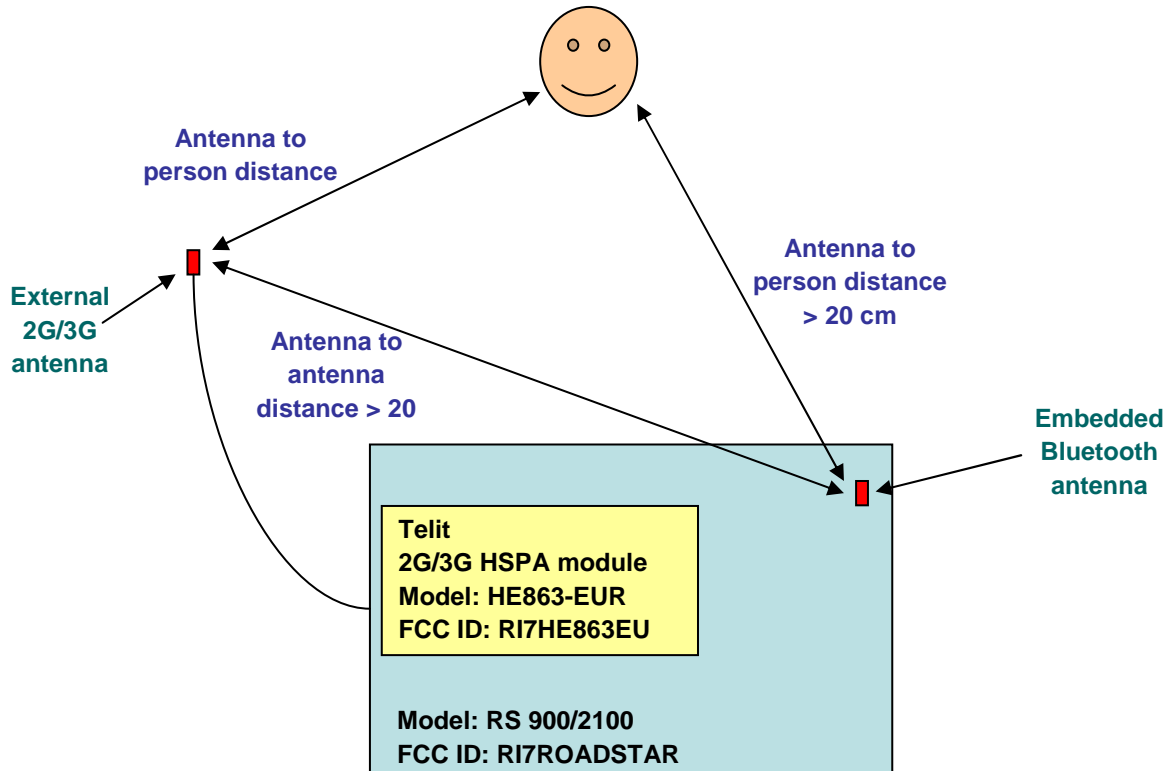 Antenna to
person distance
Antenna to
person distance
> 20 cm
External
2G/3G
antenna
Antenna to
antenna
distance > 20
Embedded
Bluetooth
antenna
Telit
2G/3G HSPA module
Model: HE863-EUR
FCC ID: RI7HE863EU
Model: RS 900/2100
FCC ID: RI7ROADSTAR